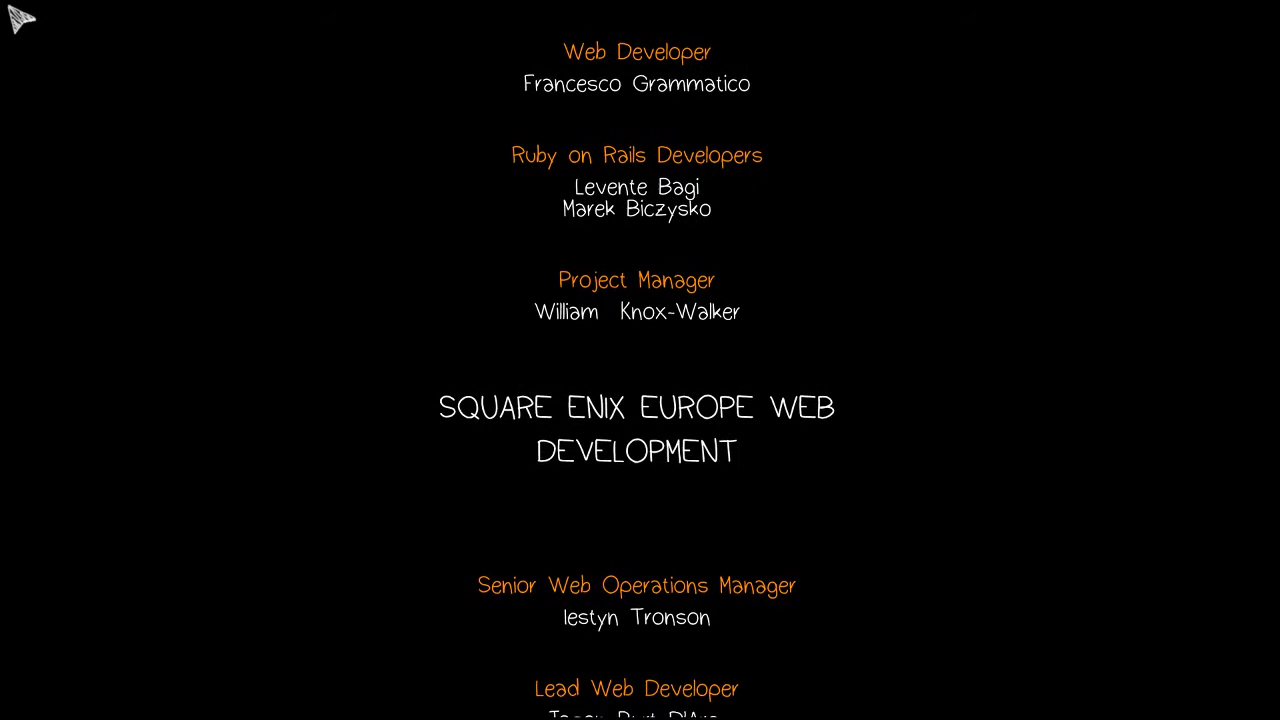 Web Developer
Francesco Grammatico
Ruby on Rails Developers
Levente Bagi
Marek Biczysko
Project Manager
William Knox-Walker
SQUARE ENIX EUROPE WEB
DEVELOPMENT
Senior Web Operations Manager
Iestyn Tronson
Lead Web Developer